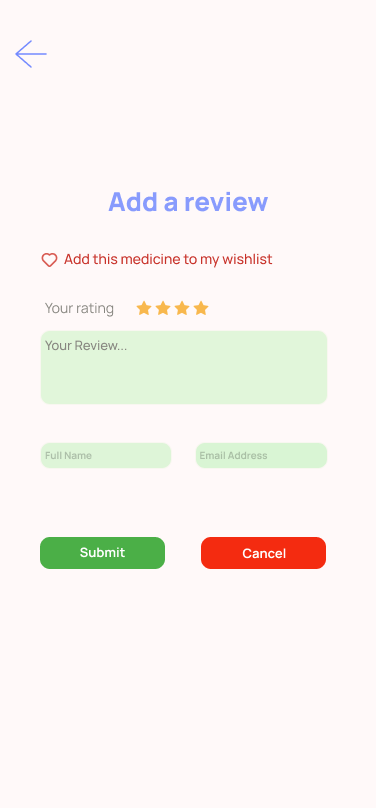 Add a review
Add this medicine to my wishlist
Your rating
Your Review...
Full Name
Email Address
Submit
Cancel